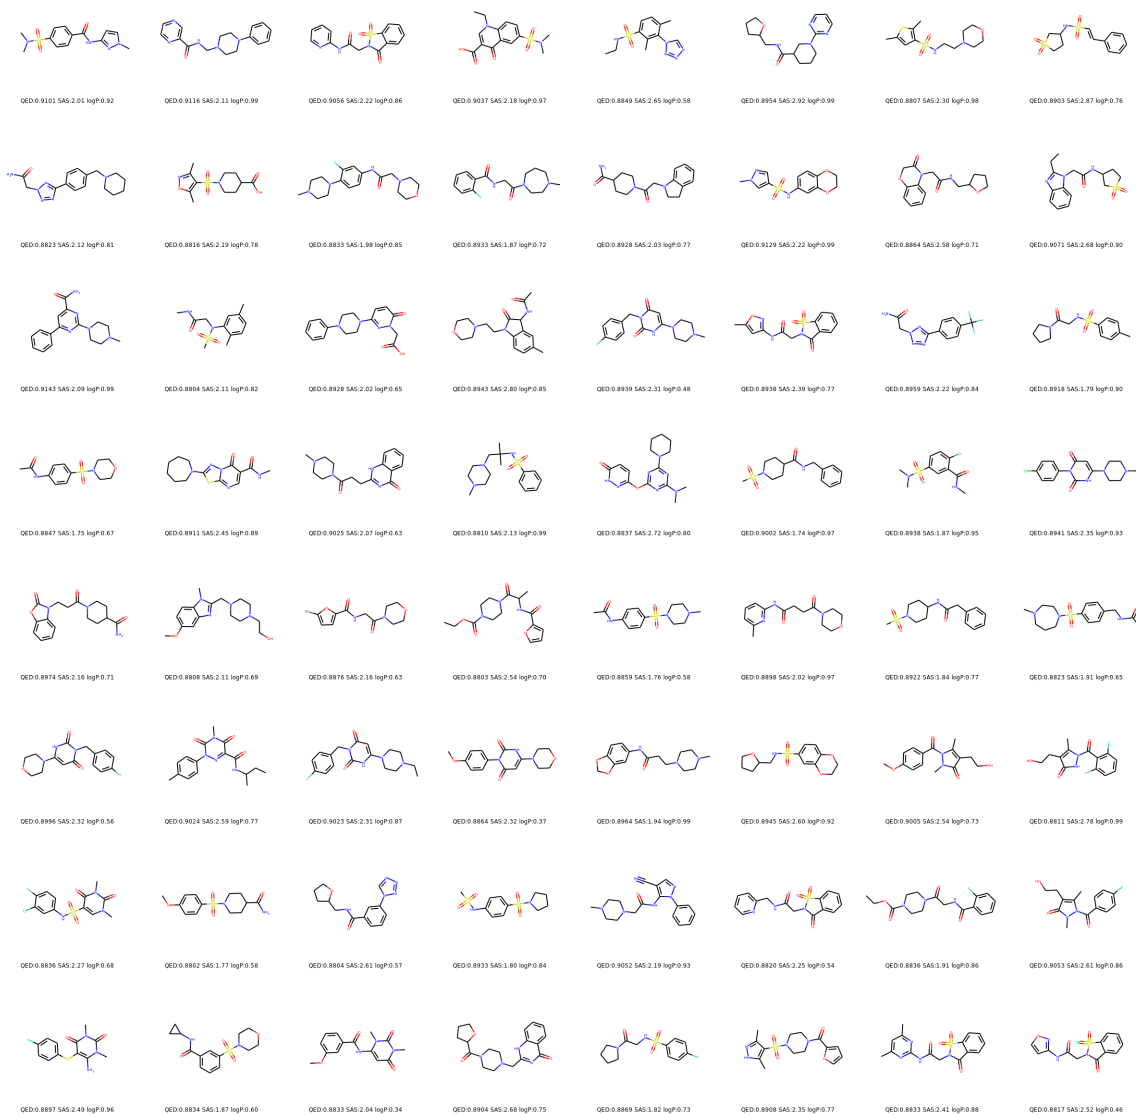 QED:0.9101 SAS:2.01 logP:0.92
QED:0.9116 SAS:2.11 logP:0.99
QED:0.9056 SAS:2.22 logP:0.86
QED:0.9037 SAS:2.18 logP:0.97
QED:0.8849 SAS:2.65 logP:0.58
QED:0.8954 SAS:2.92 logP:0.99
QED:0.8807 SAS:2.30 logP:0.98
QED:0.8903 SAS:2.87 logP:0.76
QED:0.8823 SAS:2.12 logP:0.81
QED:0.8816 SAS:2.19 logP:0.78
QED:0.8833 SAS:1.98 logP:0.85
QED:0.8933 SAS:1.87 logP:0.72
QED:0.8928 SAS:2.03 logP:0.77
QED:0.9129 SAS:2.22 logP:0.99
QED:0.8864 SAS:2.58 logP:0.71
QED:0.9071 SAS:2.68 logP:0.90
QED:0.9143 SAS:2.09 logP:0.99
QED:0.8804 SAS:2.11 logP:0.82
QED:0.8928 SAS:2.02 logP:0.65
QED:0.8943 SAS:2.80 logP:0.85
QED:0.8939 SAS:2.31 logP:0.48
QED:0.8938 SAS:2.39 logP:0.77
QED:0.8959 SAS:2.22 logP:0.84
QED:0.8918 SAS:1.79 logP:0.90
QED:0.8847 SAS:1.75 logP:0.67
QED:0.8911 SAS:2.45 logP:0.89
QED:0.9025 SAS:2.07 logP:0.63
QED:0.8810 SAS:2.13 logP:0.99
QED:0.8837 SAS:2.72 logP:0.80
QED:0.9002 SAS:1.74 logP:0.97
QED:0.8938 SAS:1.87 logP:0.95
QED:0.8941 SAS:2.35 logP:0.93
QED:0.8974 SAS:2.16 logP:0.71
QED:0.8808 SAS:2.11 logP:0.69
QED:0.8876 SAS:2.16 logP:0.63
QED:0.8803 SAS:2.54 logP:0.70
QED:0.8859 SAS:1.76 logP:0.58
QED:0.8898 SAS:2.02 logP:0.97
QED:0.8922 SAS:1.84 logP:0.77
QED:0.8823 SAS:1.91 logP:0.65
QED:0.8996 SAS:2.32 logP:0.56
QED:0.9024 SAS:2.59 logP:0.77
QED:0.9023 SAS:2.31 logP:0.87
QED:0.8864 SAS:2.32 logP:0.37
QED:0.8964 SAS:1.94 logP:0.99
QED:0.8945 SAS:2.60 logP:0.92
QED:0.9005 SAS:2.54 logP:0.73
QED:0.8811 SAS:2.78 logP:0.99
QED:0.8836 SAS:2.27 logP:0.68
QED:0.8802 SAS:1.77 logP:0.58
QED:0.8804 SAS:2.61 logP:0.57
QED:0.8933 SAS:1.80 logP:0.84
QED:0.9052 SAS:2.19 logP:0.93
QED:0.8820 SAS:2.25 logP:0.54
QED:0.8836 SAS:1.91 logP:0.86
QED:0.9053 SAS:2.61 logP:0.86
QED:0.8897 SAS:2.49 logP:0.96
QED:0.8834 SAS:1.87 logP:0.60
QED:0.8833 SAS:2.04 logP:0.34
QED:0.8904 SAS:2.68 logP:0.75
QED:0.8869 SAS:1.82 logP:0.73
QED:0.8908 SAS:2.35 logP:0.77
QED:0.8833 SAS:2.41 logP:0.88
QED:0.8817 SAS:2.52 logP:0.46